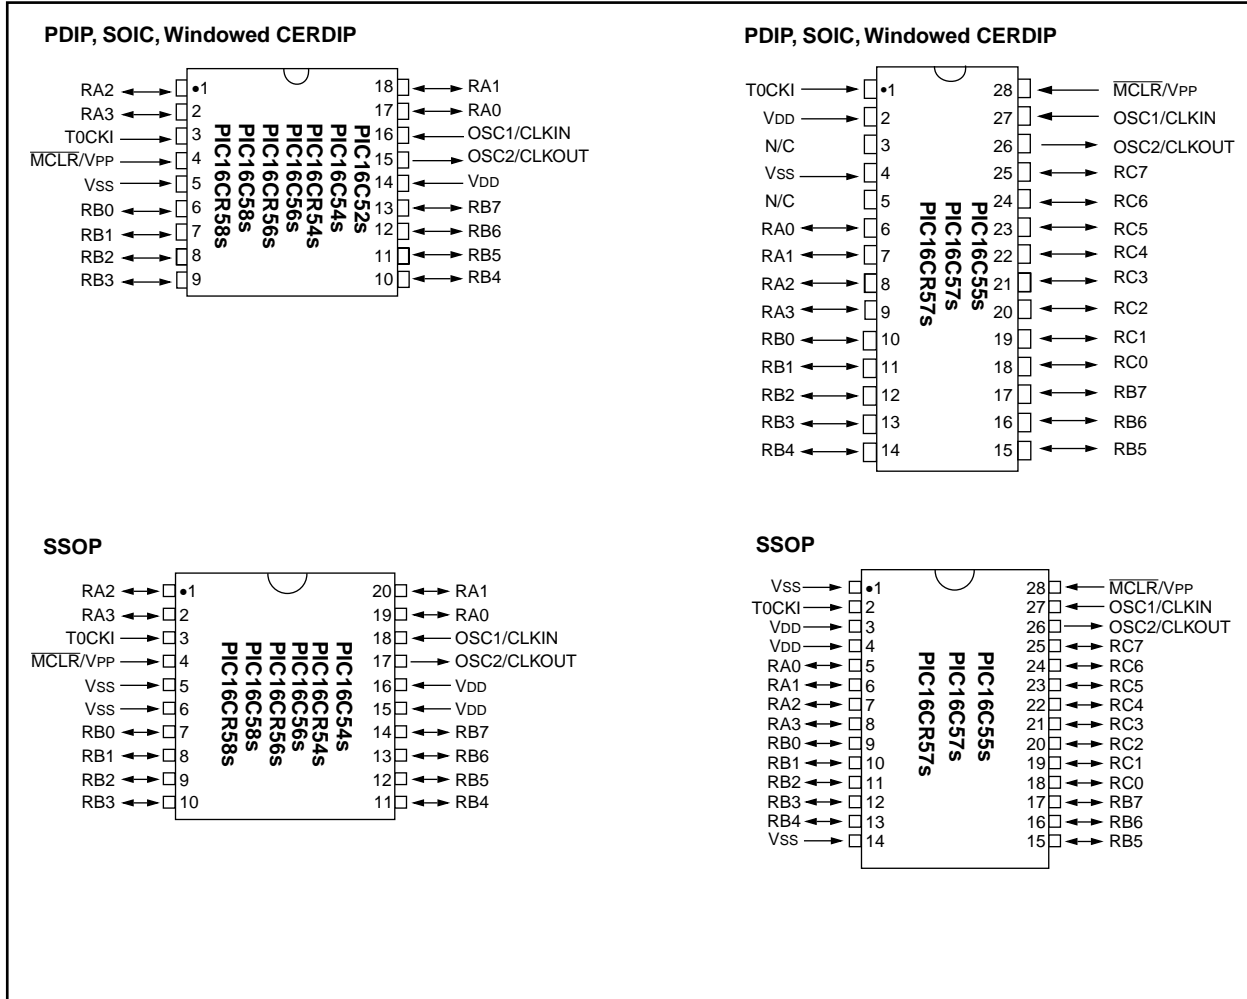 PDIP, SOIC, Windowed CERDIP
RA2 •1 18 RA1
RA3 2 17 RA0
T0CKI 3 16 OSC1/CLKIN
MCLR/VPP 4 15 OSC2/CLKOUT
VSS 5 14 VDD
RB0 6 13 RB7
RB1 7 12 RB6
RB2 8 11 RB5
RB3 9 10 RB4
PIC16C52s
PIC16C54s
PIC16CR54s
PIC16C56s
PIC16CR56s
PIC16C58s
PIC16CR58s
PDIP, SOIC, Windowed CERDIP
T0CKI •1 28 MCLR/VPP
VDD 2 27 OSC1/CLKIN
N/C 3 26 OSC2/CLKOUT
VSS 4 25 RC7
N/C 5 24 RC6
RA0 6 23 RC5
RA1 7 22 RC4
RA2 8 21 RC3
RA3 9 20 RC2
RB0 10 19 RC1
RB1 11 18 RC0
RB2 12 17 RB7
RB3 13 16 RB6
RB4 14 15 RB5
PIC16C55s
PIC16C57s
PIC16CR57s
SSOP
RA2 •1 20 RA1
RA3 2 19 RA0
T0CKI 3 18 OSC1/CLKIN
MCLR/VPP 4 17 OSC2/CLKOUT
VSS 5 16 VDD
VSS 6 15 VDD
RB0 7 14 RB7
RB1 8 13 RB6
RB2 9 12 RB5
RB3 10 11 RB4
PIC16C54s
PIC16CR54s
PIC16C56s
PIC16CR56s
PIC16C58s
PIC16CR58s
SSOP
VSS •1 28 MCLR/VPP
T0CKI 2 27 OSC1/CLKIN
VDD 3 26 OSC2/CLKOUT
VDD 4 25 RC7
RA0 5 24 RC6
RA1 6 23 RC5
RA2 7 22 RC4
RA3 8 21 RC3
RB0 9 20 RC2
RB1 10 19 RC1
RB2 11 18 RC0
RB3 12 17 RB7
RB4 13 16 RB6
VSS 14 15 RB5
PIC16C55s
PIC16C57s
PIC16CR57s